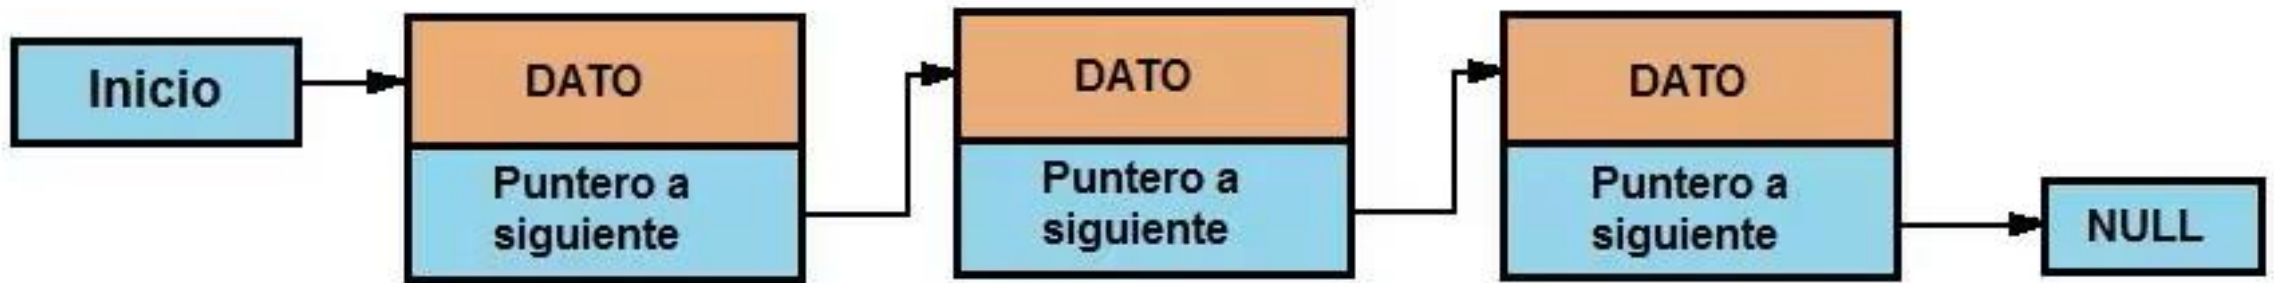 Inicio
DATO
Puntero a
siguiente
DATO
Puntero a
siguiente
DATO
Puntero a
siguiente
NULL